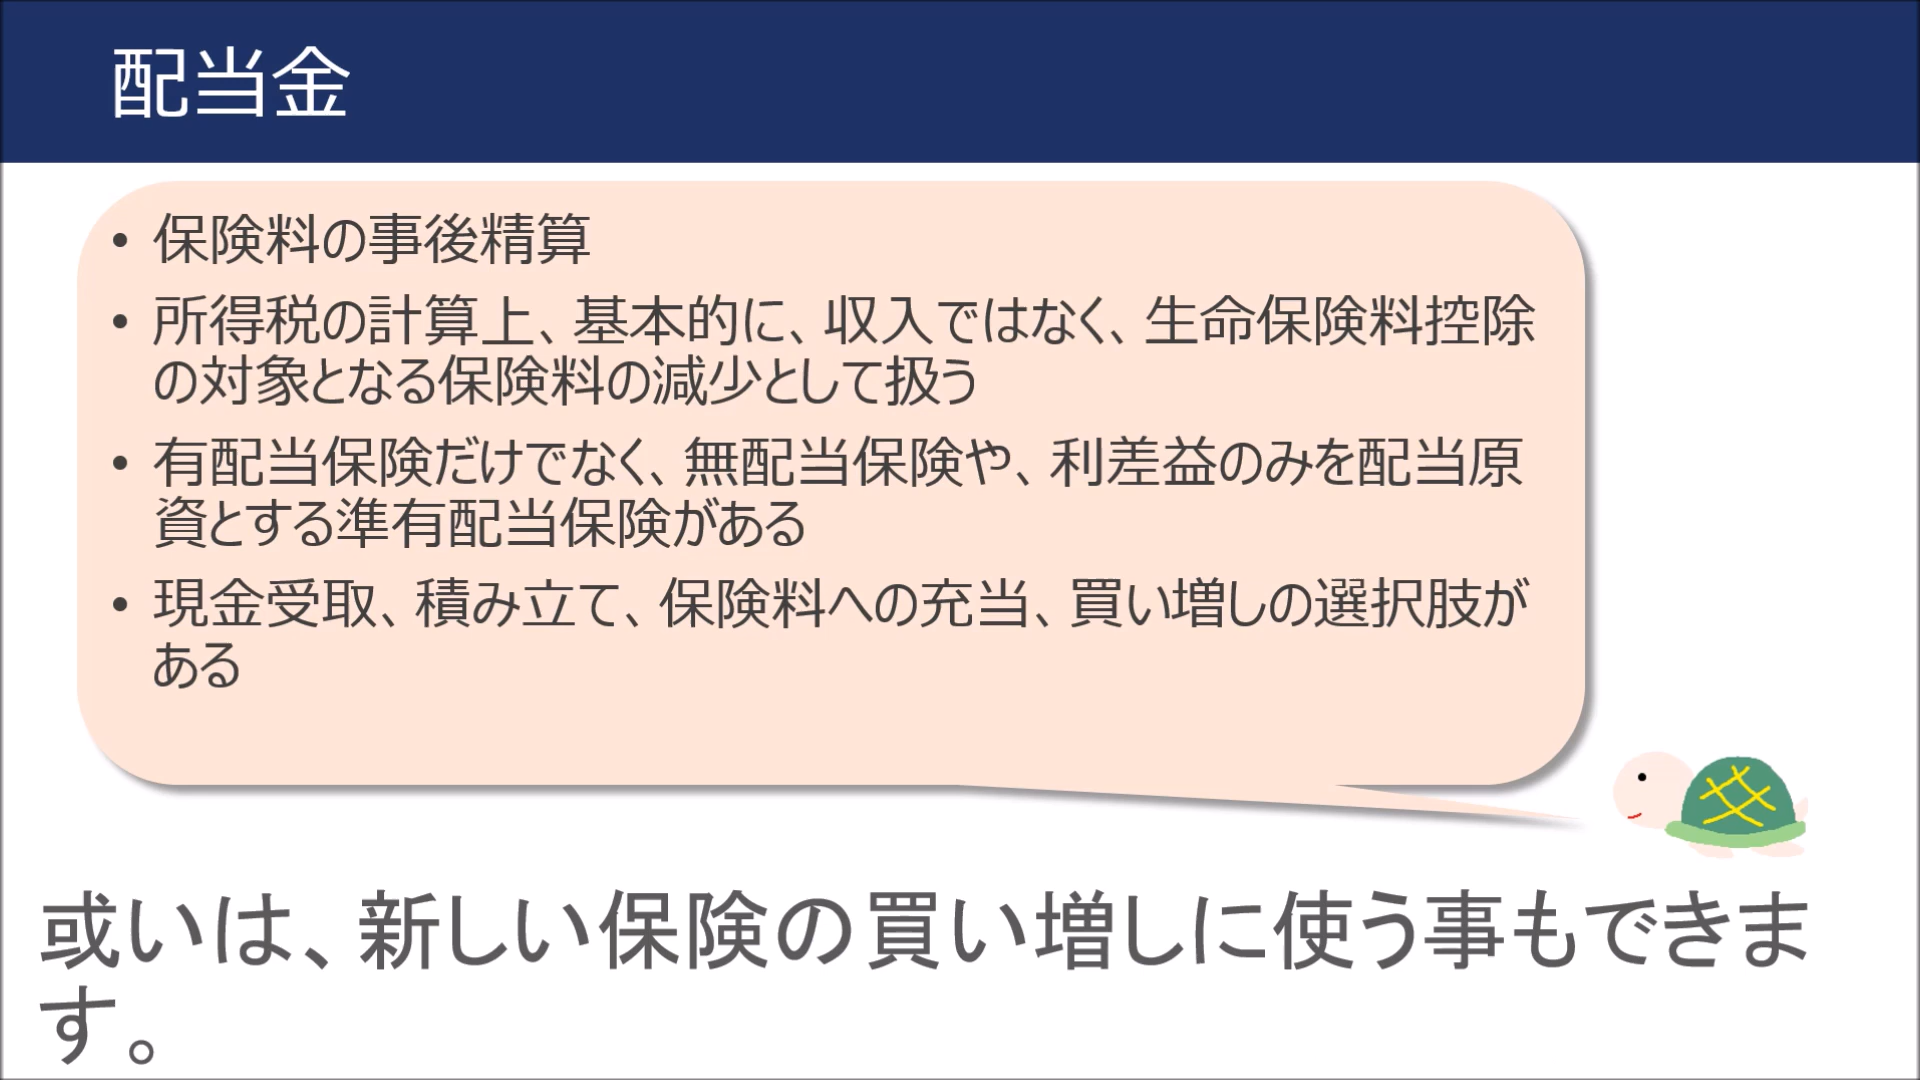 配当金
• 保険料の事後精算
• 所得税の計算上、基本的に、収入ではなく、生命保険料控除
の対象となる保険料の減少として扱う
• 有配当保険だけでなく、無配当保険や、利差益のみを配当原
資とする準有配当保険がある
• 現金受取、積み立て、保険料への充当、買い増しの選択肢が
ある
或いは、新しい保険の買い増しに使う事もできま
す。